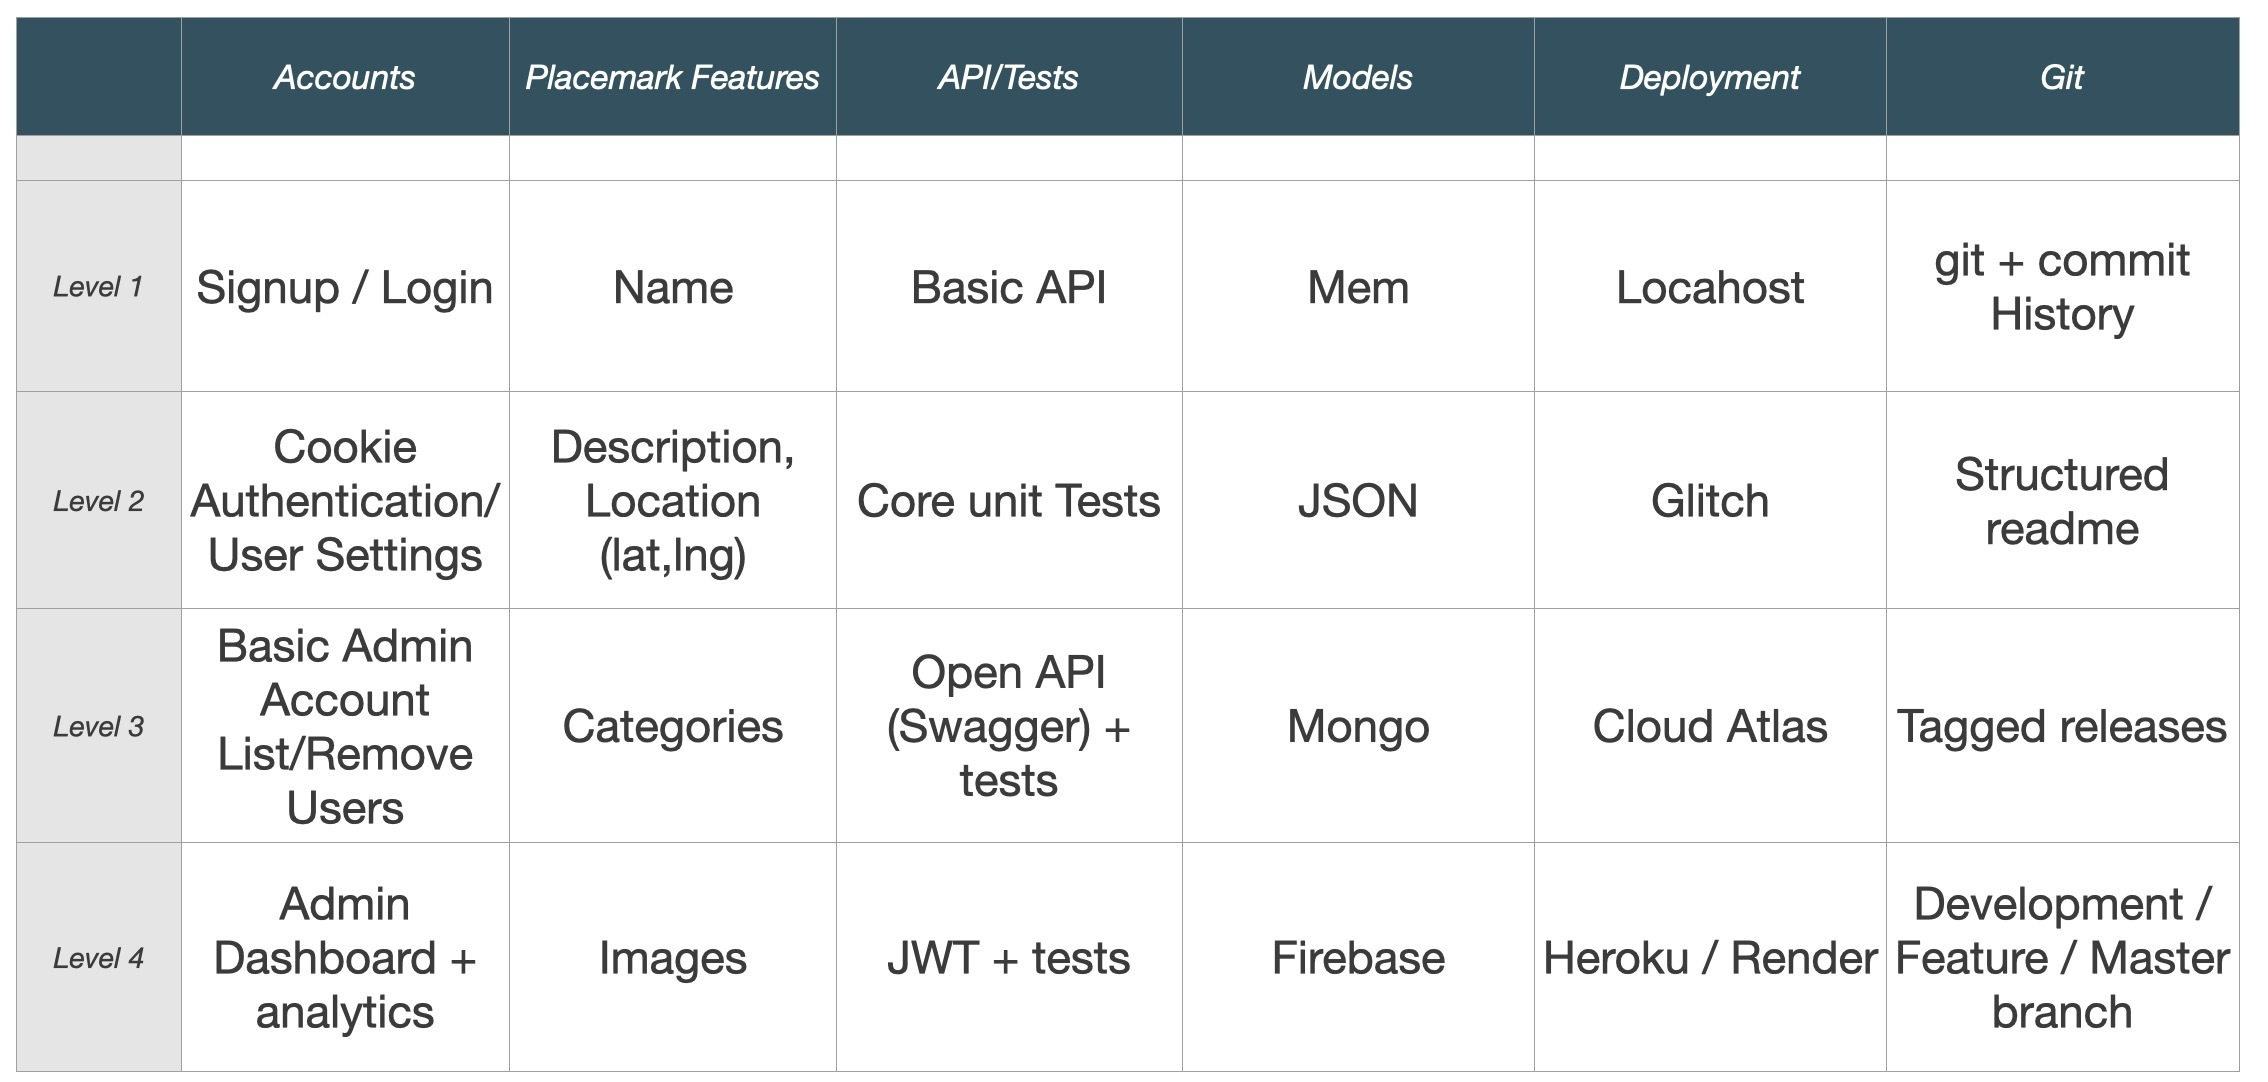 Accounts Placemark Features API/Tests Models Deployment Git
Level 1
Signup / Login
Name
Basic API
Mem
Locahost
git + commit
History
Level 2
Cookie
Authentication/
User Settings
Description,
Location
(lat,lng)
Core unit Tests
JSON
Glitch
Structured
readme
Level 3
Basic Admin
Account
List/Remove
Users
Categories
Open API
(Swagger) +
tests
Mongo
Cloud Atlas
Tagged releases
Level 4
Admin
Dashboard +
analytics
Images
JWT + tests
Firebase
Heroku / Render
Development /
Feature / Master
branch